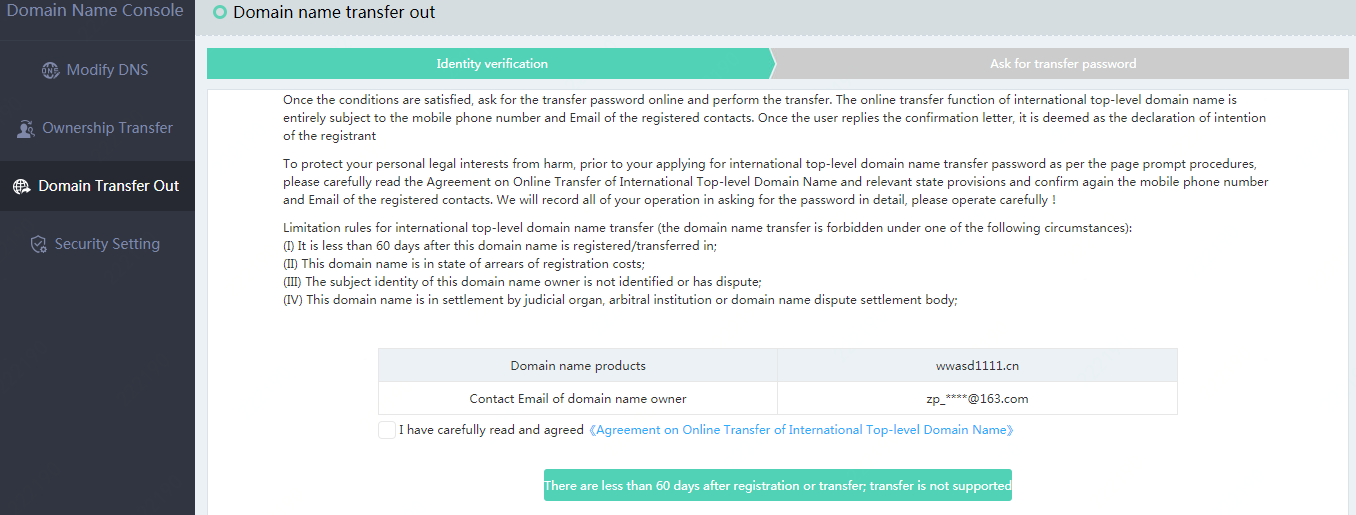 Domain Name Console
Modify DNS
Ownership Transfer
Domain Transfer Out
Security Setting
Domain name transfer out
Identity verification
Ask for transfer password
Once the conditions are satisfied, ask for the transfer password online and perform the transfer. The online transfer function of international top-level domain name is
entirely subject to the mobile phone number and Email of the registered contacts. Once the user replies the confirmation letter, it is deemed as the declaration of intention
of the registrant
To protect your personal legal interests from harm, prior to your applying for international top-level domain name transfer password as per the page prompt procedures,
please carefully read the Agreement on Online Transfer of International Top-level Domain Name and relevant state provisions and confirm again the mobile phone number
and Email of the registered contacts. We will record all of your operation in asking for the password in detail, please operate carefully！
Limitation rules for international top-level domain name transfer (the domain name transfer is forbidden under one of the following circumstances):
(I) It is less than 60 days after this domain name is registered/transferred in;
(II) This domain name is in state of arrears of registration costs;
(III) The subject identity of this domain name owner is not identified or has dispute;
(IV) This domain name is in settlement by judicial organ, arbitral institution or domain name dispute settlement body;
Domain name products wwasd1111.cn
Contact Email of domain name owner zp_****@163.com
I have carefully read and agreed《Agreement on Online Transfer of International Top-level Domain Name》
There are less than 60 days after registration or transfer; transfer is not supported